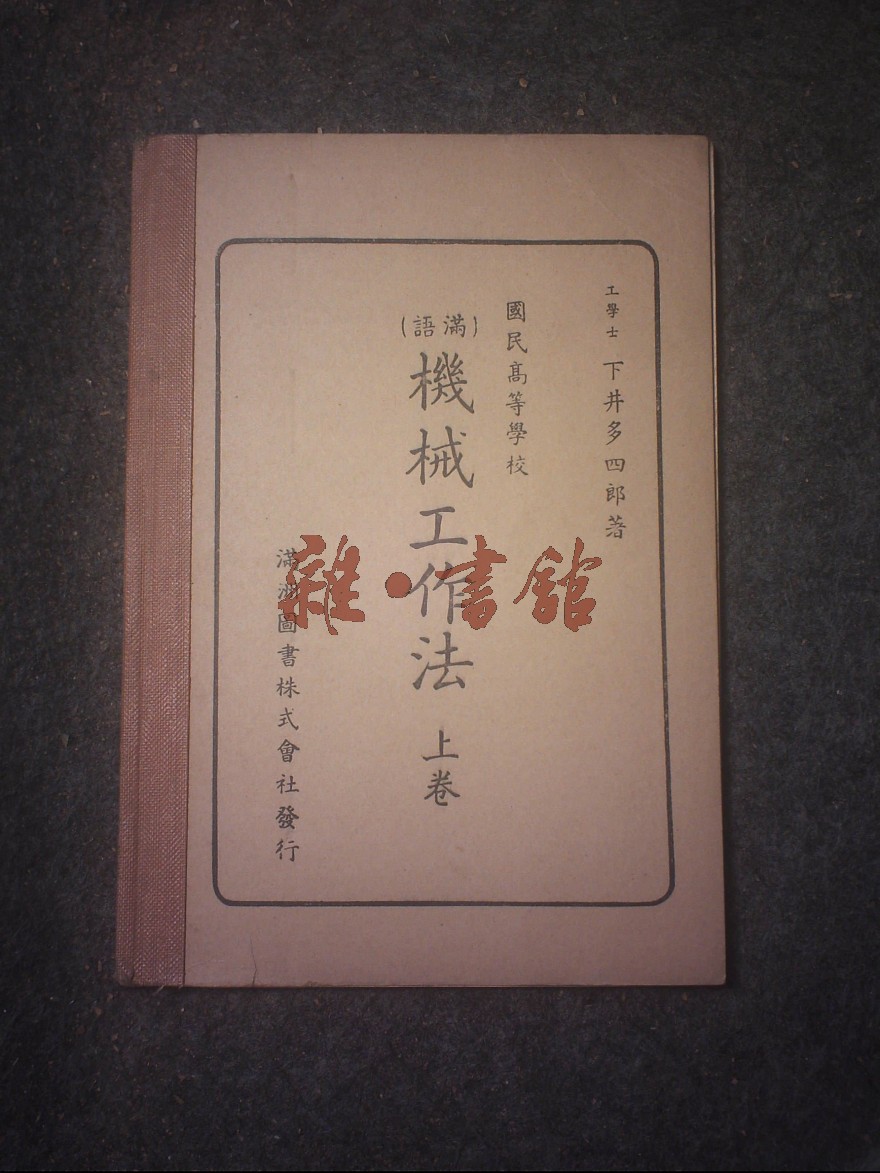 工學士 下井多四郎著
國民高等學校
(滿語)
機械工作法 上卷
滿洲圖書株式會社發行
雜·書館